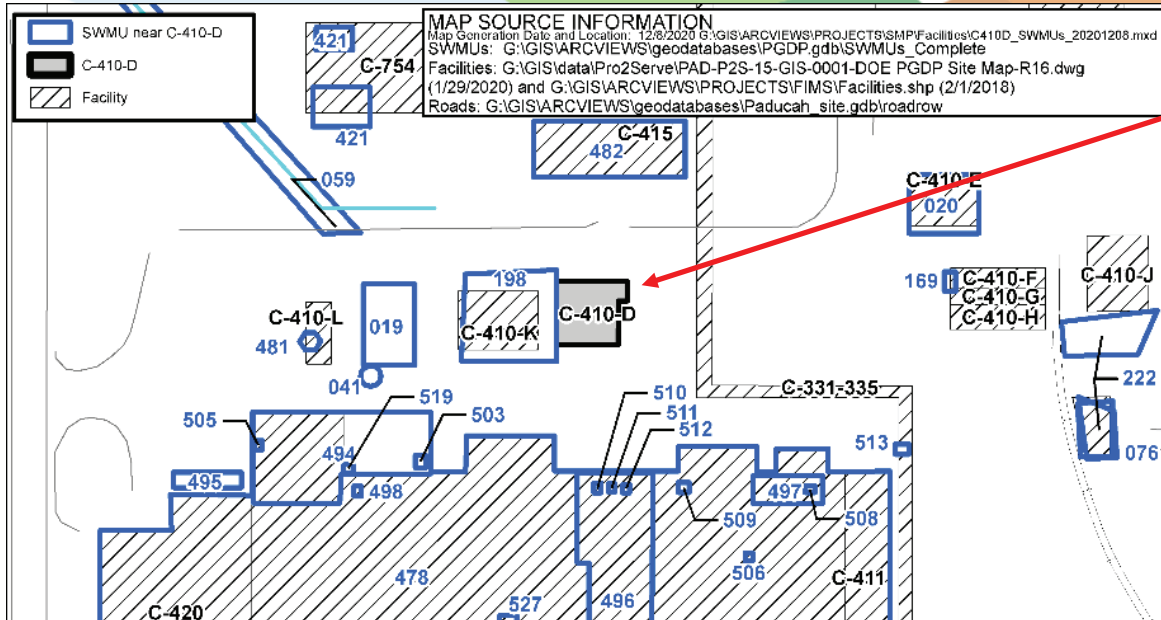 SWMU near C-410-D
C-410-D
Facility
MAP SOURCE INFORMATION
Map Generation Date and Location: 12/8/2020 G:\GIS\ARCVIEWS\PROJECTS\SMP\Facilities\C410D_SWMUs_20201208.mxd
SWMUs: G:\GIS\ARCVIEWS\geodatabases\PGDP.gdb\SWMUs_Complete
Facilities: G:\GIS\data\Pro2Serve\PAD-P2S-15-GIS-0001-DOE PGDP Site Map-R16.dwg
(1/29/2020) and G:\GIS\ARCVIEWS\PROJECTS\FIMS\Facilities.shp (2/1/2018)
Roads: G:\GIS\ARCVIEWS\geodatabases\Paducah_site.gdb\roadrow
421
C-754
421
C-415
482
059
C-410-E
020
198
169
C-410-F
C-410-G
C-410-H
C-410-J
C-410-L
019
C-410-K
C-410-D
481
041
222
C-331-335
519
503
510
511
512
505
513
494
076
495
498
497
509
508
506
478
C-411
496
C-420
527